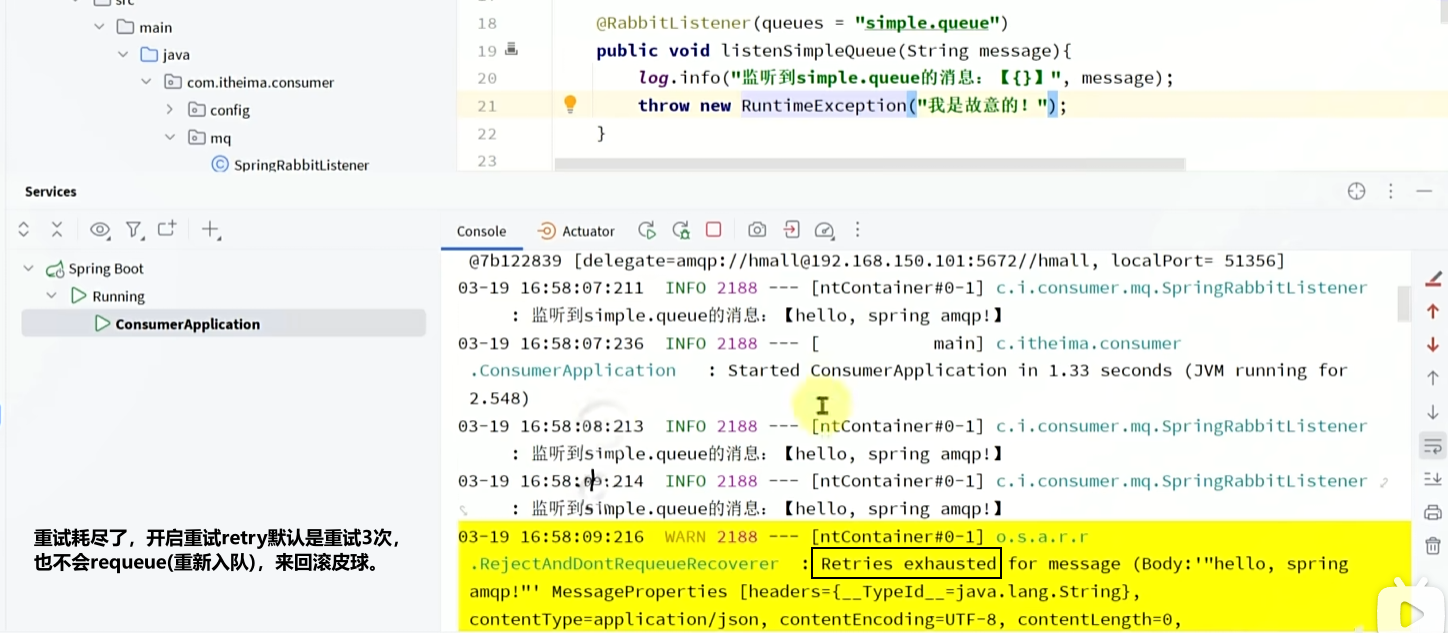 src
main
java
com.itheima.consumer
config
mq
SpringRabbitListener
18 @RabbitListener(queues = "simple.queue")
19 public void listenSimpleQueue(String message){
20 log.info("监听到simple.queue的消息：【{}】", message);
21 throw new RuntimeException("我是故意的！");
22 }
23
Services
Spring Boot
Running
ConsumerApplication
Console Actuator
@7b122839 [delegate=amqp://hmall@192.168.150.101:5672//hmall, localPort= 51356]
03-19 16:58:07:211 INFO 2188 --- [ntContainer#0-1] c.i.consumer.mq.SpringRabbitListener
: 监听到simple.queue的消息：【hello, spring amqp!】
03-19 16:58:07:236 INFO 2188 --- [ main] c.itheima.consumer
.ConsumerApplication : Started ConsumerApplication in 1.33 seconds (JVM running for
2.548)
03-19 16:58:08:213 INFO 2188 --- [ntContainer#0-1] c.i.consumer.mq.SpringRabbitListener
: 监听到simple.queue的消息：【hello, spring amqp!】
03-19 16:58:09:214 INFO 2188 --- [ntContainer#0-1] c.i.consumer.mq.SpringRabbitListener
: 监听到simple.queue的消息：【hello, spring amqp!】
03-19 16:58:09:216 WARN 2188 --- [ntContainer#0-1] o.s.a.r.r
.RejectAndDontRequeueRecoverer : Retries exhausted for message (Body:'"hello, spring
amqp!"' MessageProperties [headers={__TypeId__=java.lang.String},
contentType=application/json, contentEncoding=UTF-8, contentLength=0,
重试耗尽了，开启重试retry默认是重试3次，
也不会requeue(重新入队)，来回滚皮球。